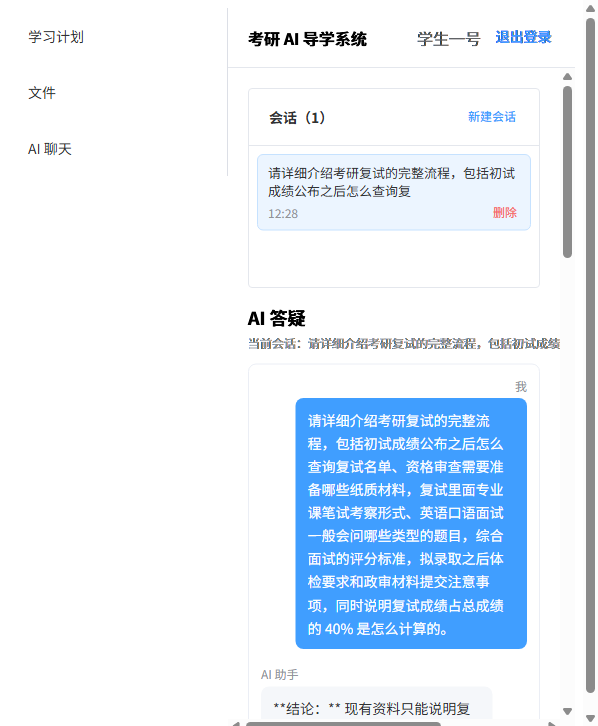 学习计划
文件
AI 聊天
考研 AI 导学系统
学生一号
退出登录
会话（1）
新建会话
请详细介绍考研复试的完整流程，包括初试
成绩公布之后怎么查询复
12:28
删除
AI 答疑
当前会话：请详细介绍考研复试的完整流程，包括初试成绩
我
请详细介绍考研复试的完整流
程，包括初试成绩公布之后怎么
查询复试名单、资格审查需要准
备哪些纸质材料，复试里面专业
课笔试考察形式、英语口语面试
一般会问哪些类型的题目，综合
面试的评分标准，拟录取之后体
检要求和政审材料提交注意事
项，同时说明复试成绩占总成绩
的 40% 是怎么计算的。
AI 助手
**结论：** 现有资料只能说明复